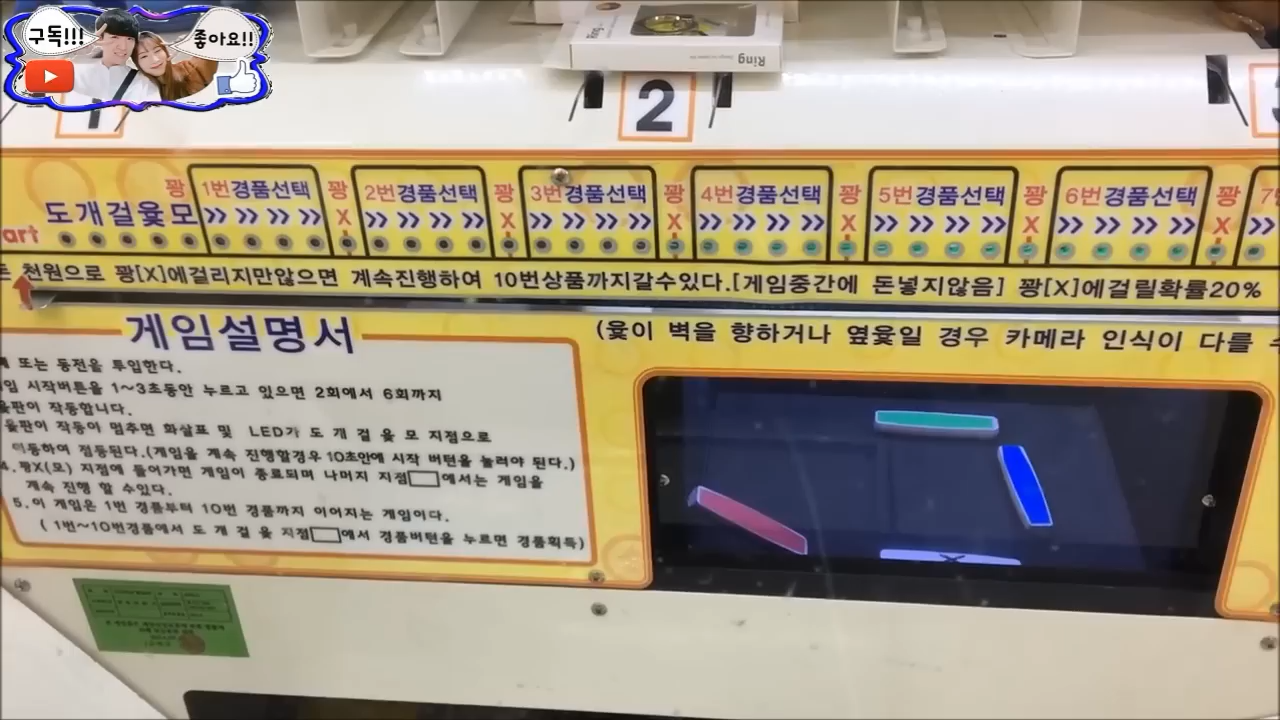 구독!!!
좋아요!!
Ring
Ring
1
2
꽝
도개걸윷모
1번경품선택
꽝
X
2번경품선택
꽝
X
3번경품선택
꽝
X
4번경품선택
꽝
X
5번경품선택
꽝
X
6번경품선택
꽝
X
art
천원으로 꽝[X]에걸리지만않으면 계속진행하여 10번상품까지갈수있다.[게임중간에 돈넣지않음] 꽝[X]에걸릴확률20%
게임설명서
(윷이 벽을 향하거나 옆윷일 경우 카메라 인식이 다를
또는 동전을 투입한다.
시작버튼을 1~3초동안 누르고 있으면 2회에서 6회까지
윷판이 작동합니다.
윷판이 작동이 멈추면 화살표 및 LED가 도 개 걸 윷 모 지점으로
이동하여 점등된다.(게임을 계속 진행할경우 10초안에 시작 버튼을 눌러야 된다.)
4.꽝X(모) 지점에 들어가면 게임이 종료되며 나머지 지점 에서는 게임을
계속 진행 할 수있다.
5.이 게임은 1번 경품부터 10번 경품까지 이어지는 게임이다.
( 1번~10번경품에서 도 개 걸 윷 지점 에서 경품버턴을 누르면 경품획득)